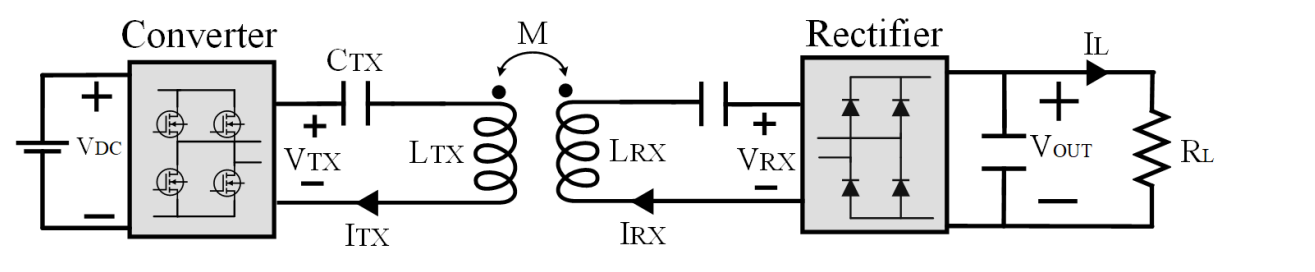 Converter
Rectifier
M
CTX
IL
+
+
+
+
VDC
VTX
LTX
LRX
VRX
VOUT
RL
−
−
−
−
ITX
IRX